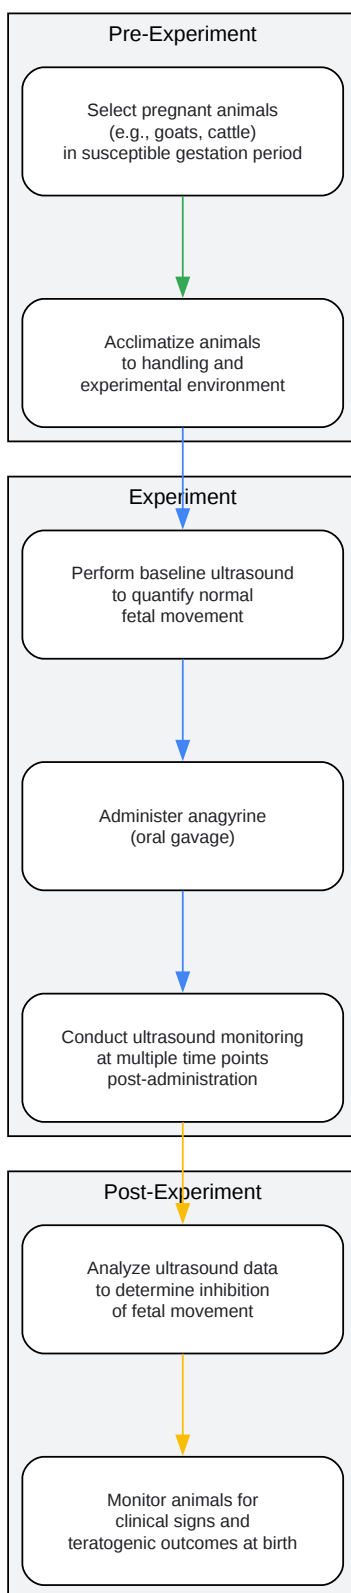 Pre-Experiment
Select pregnant animals
(e.g., goats, cattle)
in susceptible gestation period
Acclimatize animals
to handling and
experimental environment
Experiment
Perform baseline ultrasound
to quantify normal
fetal movement
Administer anagyrine
(oral gavage)
Conduct ultrasound monitoring
at multiple time points
post-administration
Post-Experiment
Analyze ultrasound data
to determine inhibition
of fetal movement
Monitor animals for
clinical signs and
teratogenic outcomes at birth